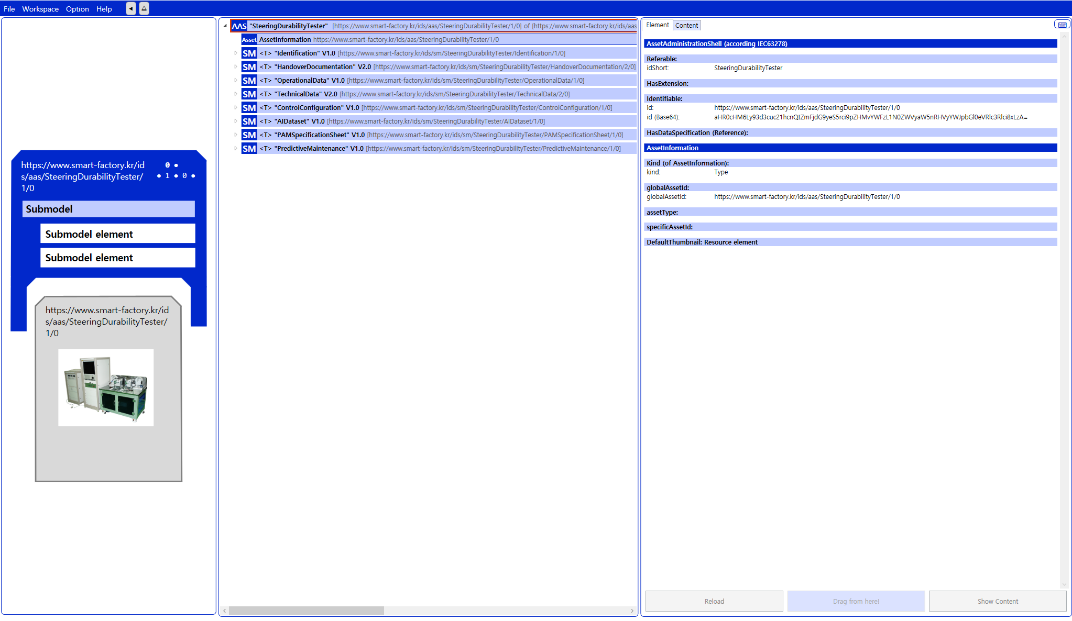 File Workspace Option Help
https://www.smart-factory.kr/id
s/aas/SteeringDurabilityTester/
1/0
Submodel
Submodel element
Submodel element
https://www.smart-factory.kr/id
s/aas/SteeringDurabilityTester/
1/0
AAS "SteeringDurabilityTester" [https://www.smart-factory.kr/ids/aas/SteeringDurabilityTester/1/0] of [https://www.smart-factory.kr/ids/aas
Asset AssetInformation https://www.smart-factory.kr/ids/aas/SteeringDurabilityTester/1/0
SM <T> "Identification" V1.0 [https://www.smart-factory.kr/ids/sm/SteeringDurabilityTester/Identification/1/0]
SM <T> "HandoverDocumentation" V2.0 [https://www.smart-factory.kr/ids/sm/SteeringDurabilityTester/HandoverDocumentation/2/0]
SM <T> "OperationalData" V1.0 [https://www.smart-factory.kr/ids/sm/SteeringDurabilityTester/OperationalData/1/0]
SM <T> "TechnicalData" V2.0 [https://www.smart-factory.kr/ids/sm/SteeringDurabilityTester/TechnicalData/2/0]
SM <T> "ControlConfiguration" V1.0 [https://www.smart-factory.kr/ids/sm/SteeringDurabilityTester/ControlConfiguration/1/0]
SM <T> "AIDataset" V1.0 [https://www.smart-factory.kr/ids/sm/SteeringDurabilityTester/AIDataset/1/0]
SM <T> "PAMSpecificationSheet" V1.0 [https://www.smart-factory.kr/ids/sm/SteeringDurabilityTester/PAMSpecificationSheet/1/0]
SM <T> "PredictiveMaintenance" V1.0 [https://www.smart-factory.kr/ids/sm/SteeringDurabilityTester/PredictiveMaintenance/1/0]
Element Content
AssetAdministrationShell (according IEC63278)
Referable:
idShort SteeringDurabilityTester
HasExtension:
Identifiable:
id: https://www.smart-factory.kr/ids/aas/SteeringDurabilityTester/1/0
id (Base64):
HasDataSpecification (Reference):
AssetInformation
Kind (of AssetInformation):
kind: Type
globalAssetId:
globalAssetId: https://www.smart-factory.kr/ids/aas/SteeringDurabilityTester/1/0
assetType:
specificAssetId:
DefaultThumbnail: Resource element
Reload Drag from here! Show Content